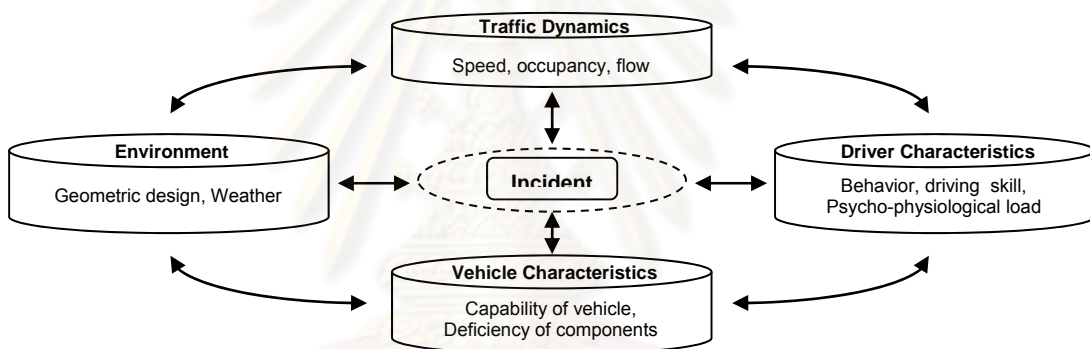 Traffic Dynamics
Speed, occupancy, flow
Environment
Geometric design, Weather
Incident
Driver Characteristics
Behavior, driving skill,
Psycho-physiological load
Vehicle Characteristics
Capability of vehicle,
Deficiency of components